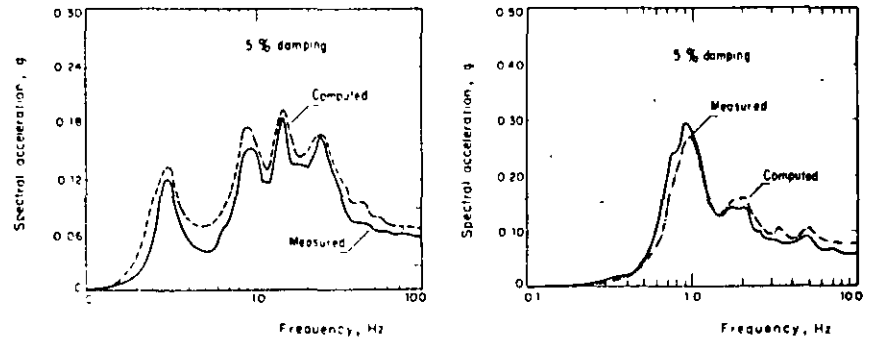 Spectral acceleration, g
0.30
0.24
0.18
0.12
0.06
0
5 % damping
Computed
Measured
10
100
Frequency, Hz
Spectral acceleration, g
0.50
0.40
0.30
0.20
0.10
0
5 % damping
Measured
Computed
0.1
1.0
10.0
Frequency, Hz